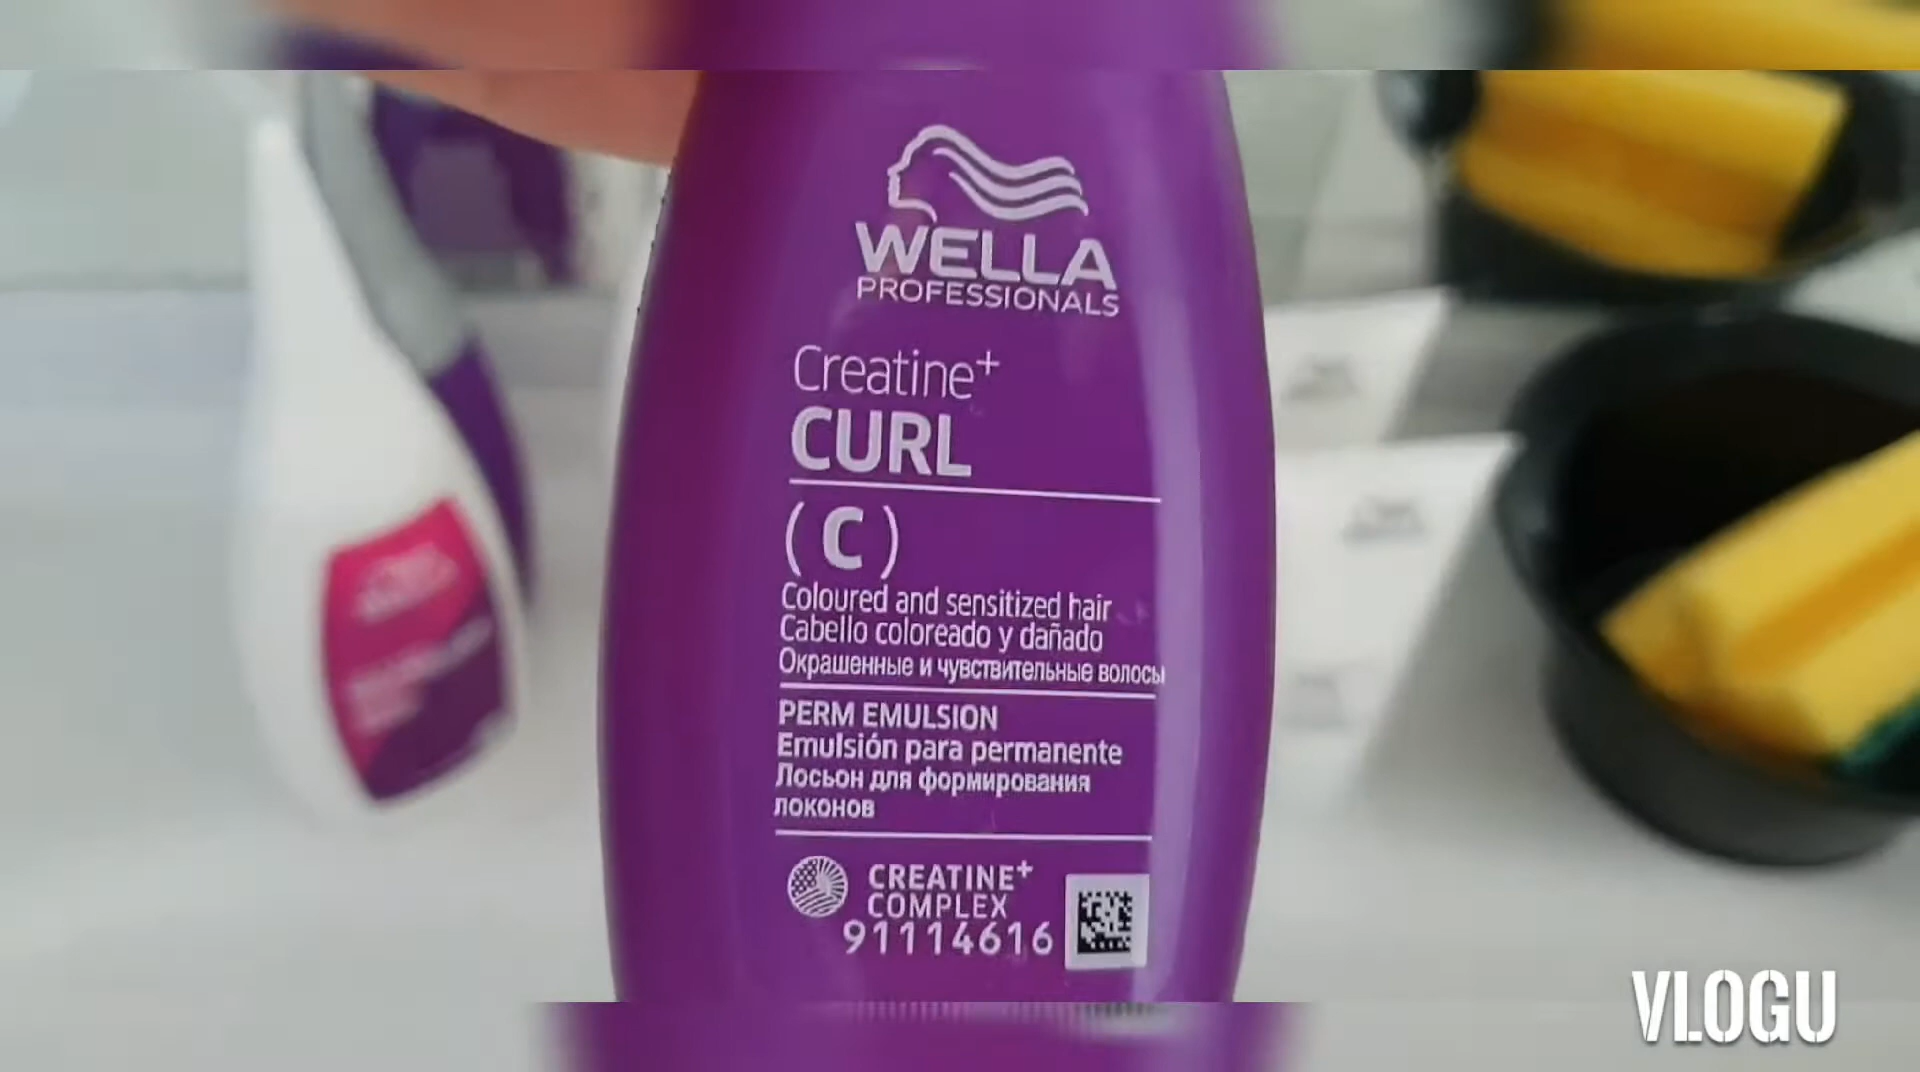 WELLA
PROFESSIONALS
Creatine+
CURL
(C)
Coloured and sensitized hair
Cabello coloreado y dañado
Окрашенные и чувствительные волосы
PERM EMULSION
Emulsión para permanente
Лосьон для формирования
локонов
CREATINE+
COMPLEX
91114616
VLOGU